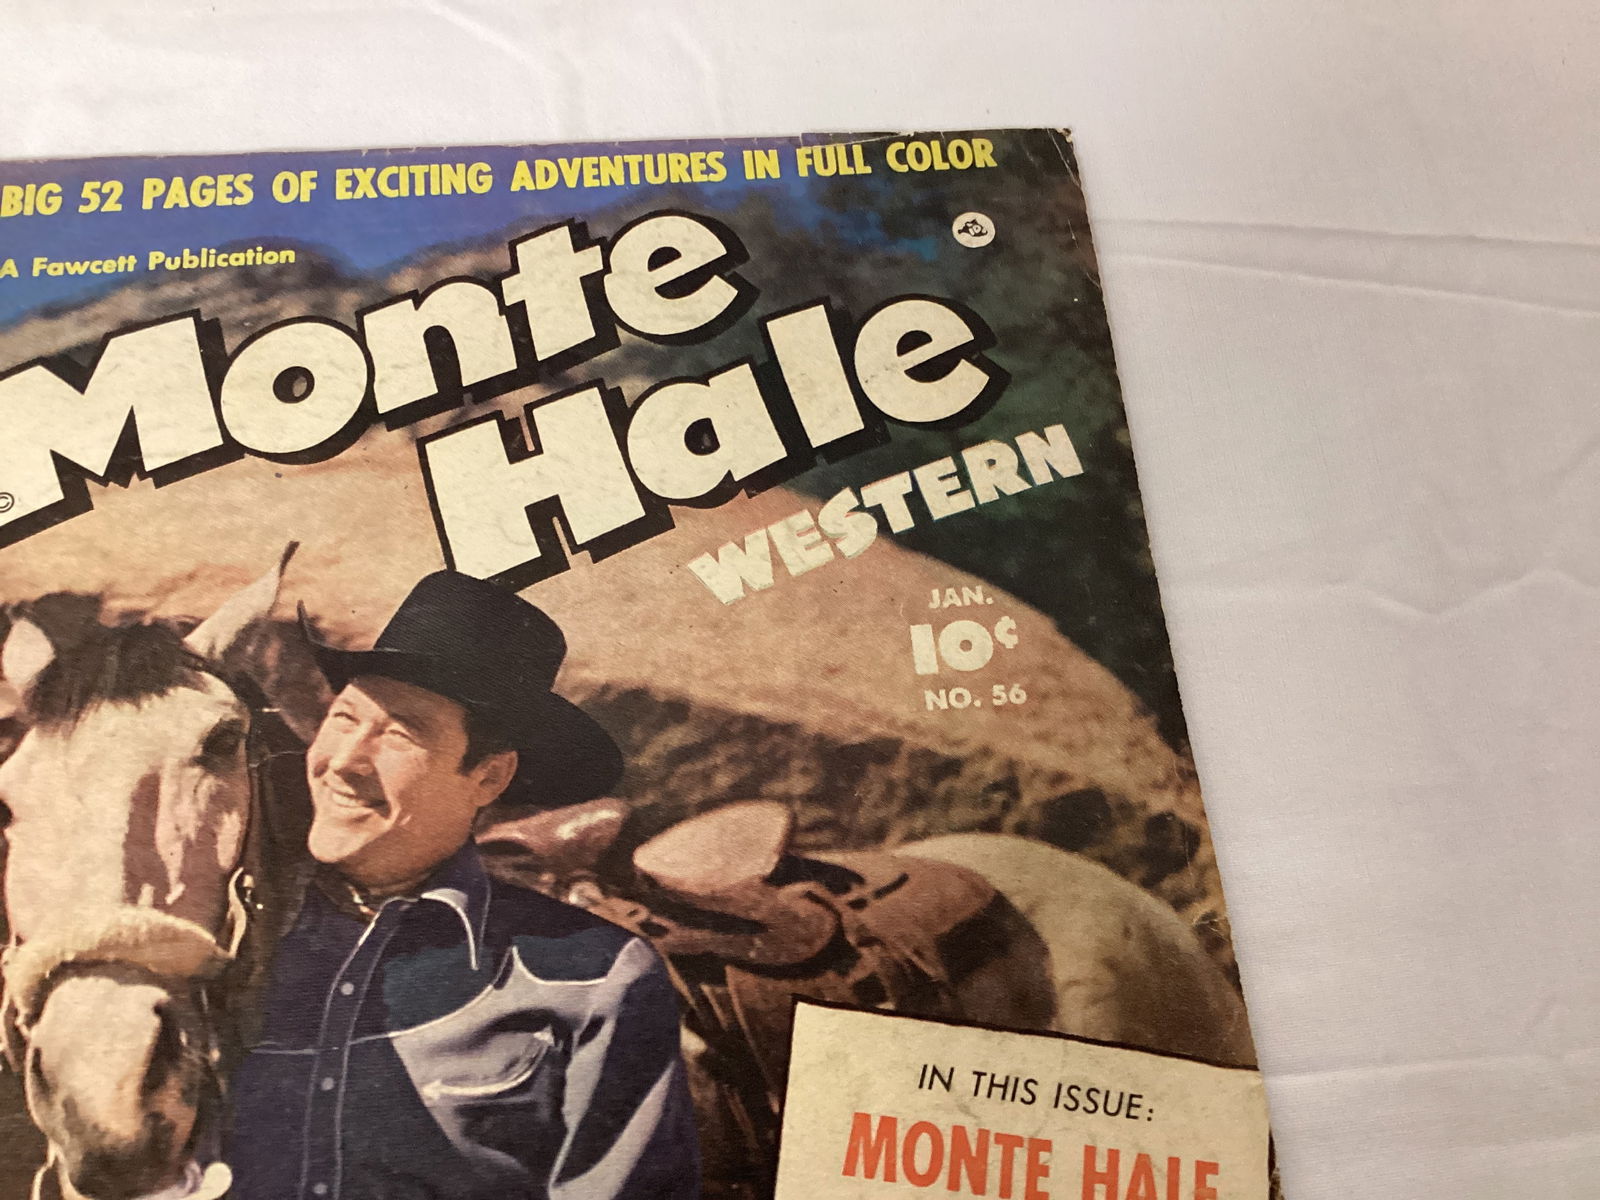 BIG 52 PAGES OF EXCITING ADVENTURES IN FULL COLOR
A Fawcett Publication
Monte
Hale
WESTERN
©
JAN.
10¢
NO. 56
IN THIS ISSUE:
MONTE HALE